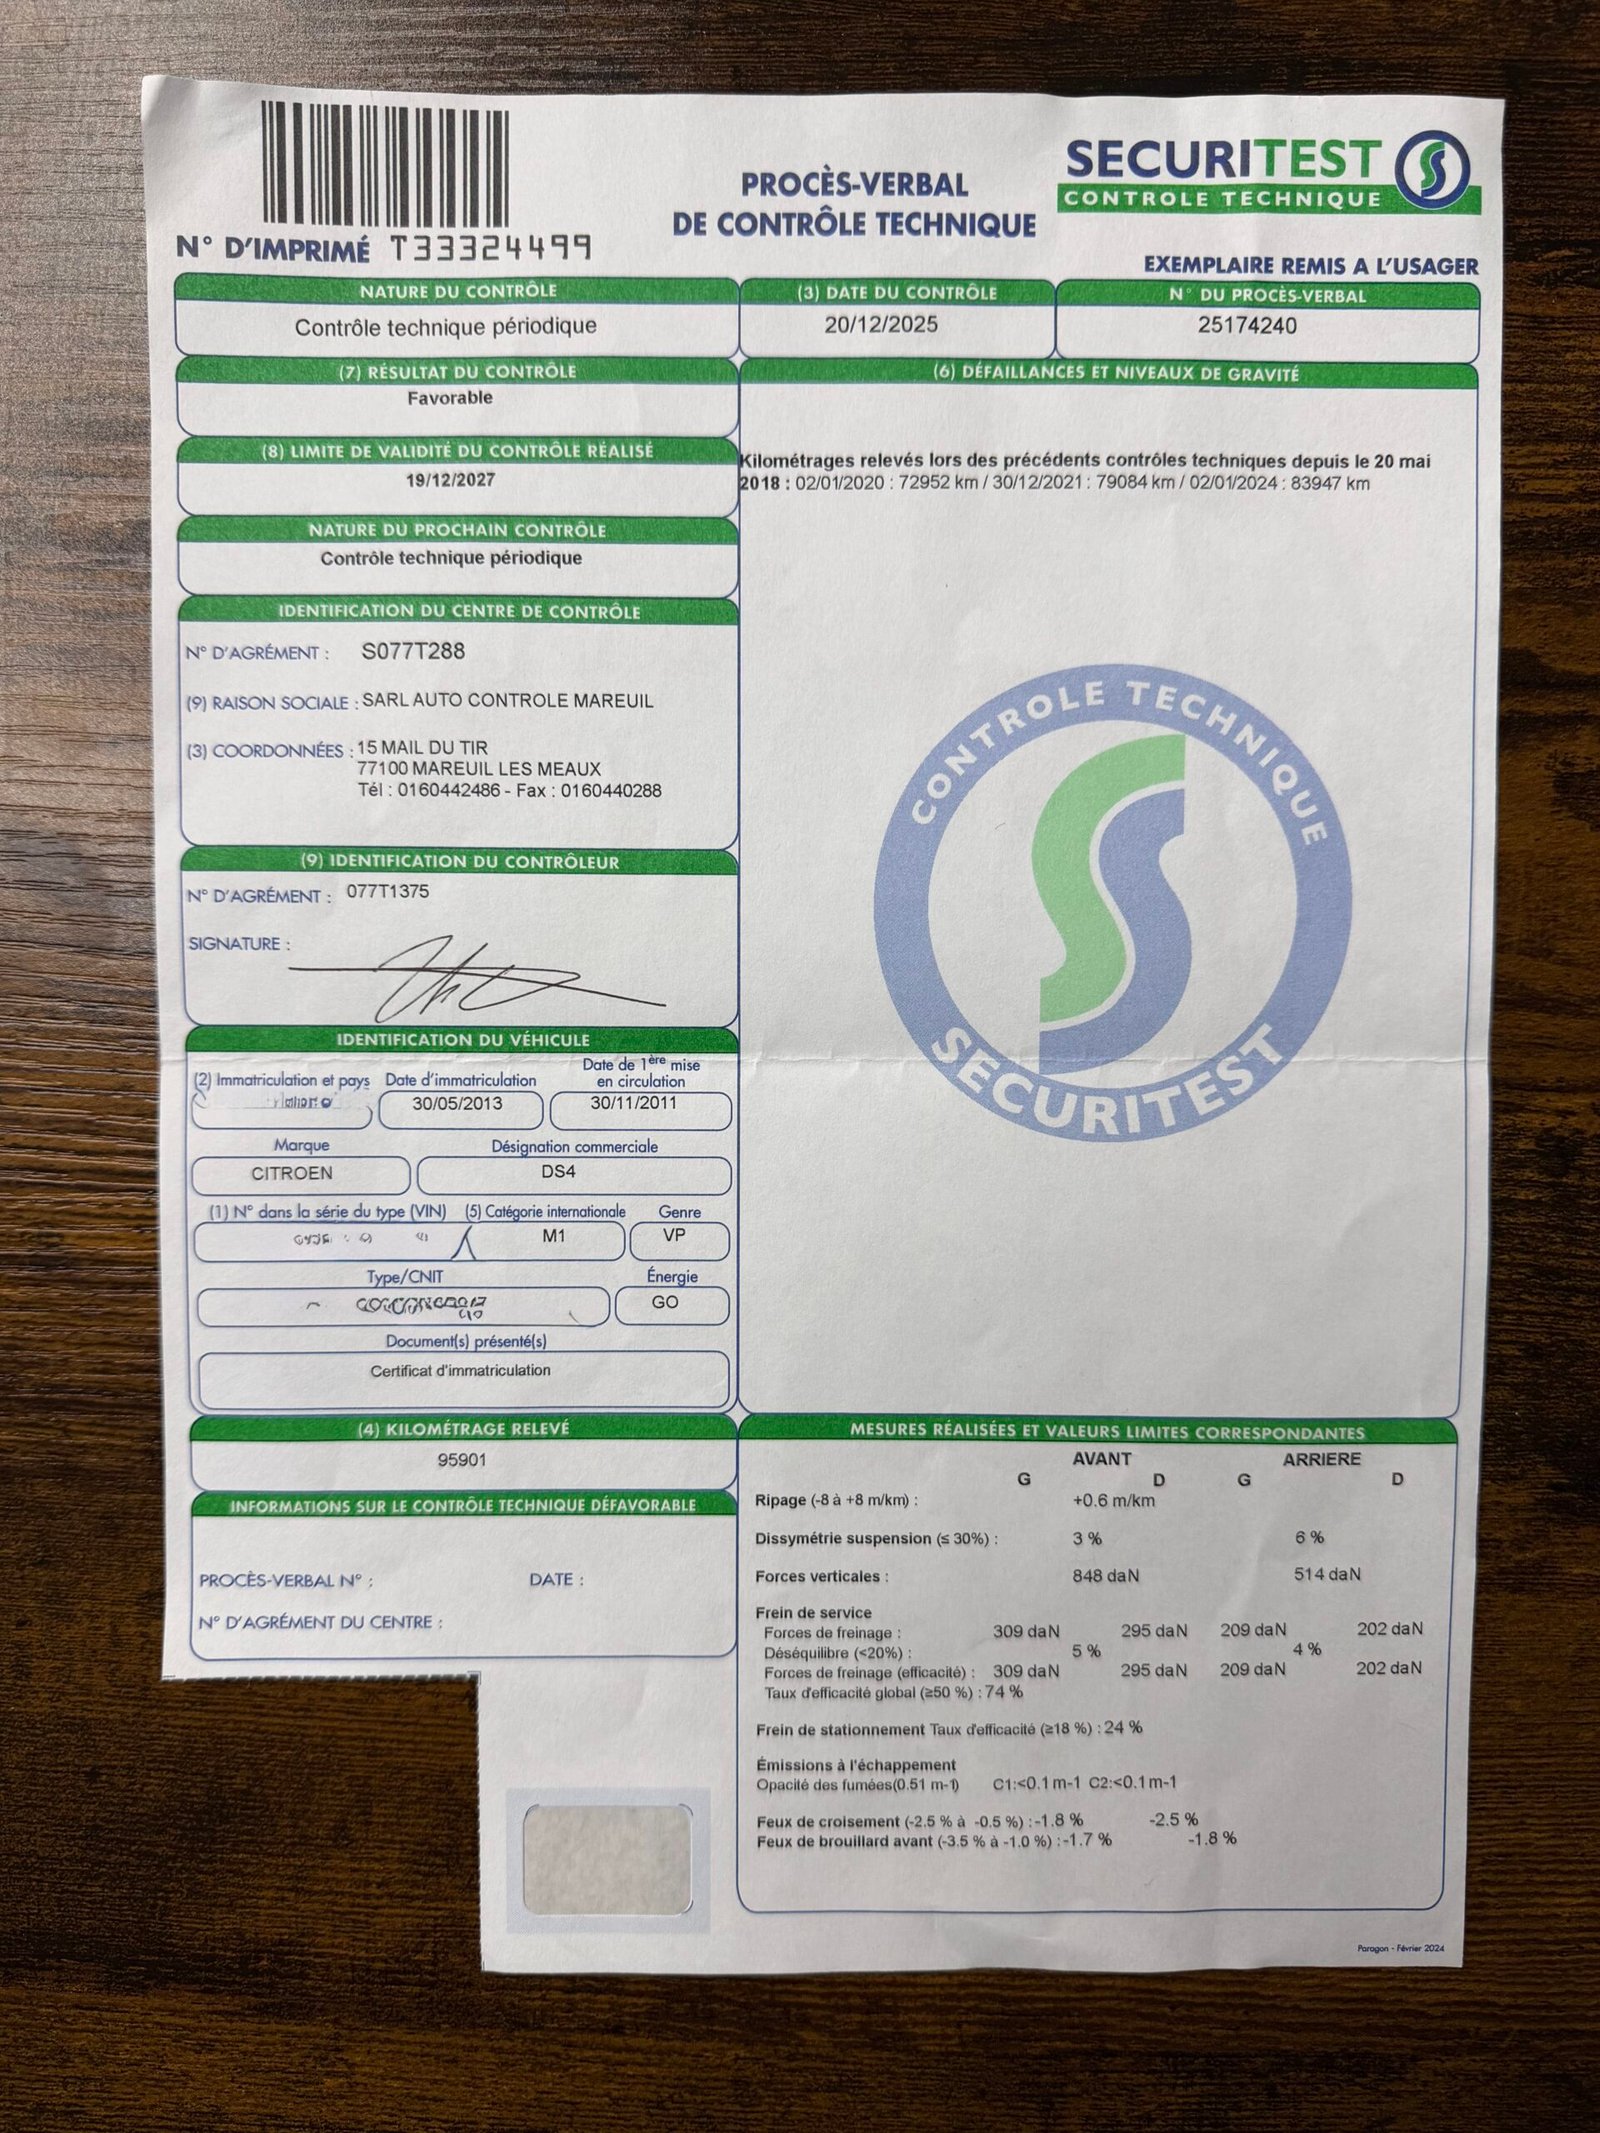 SECURITEST
CONTROLE TECHNIQUE
PROCÈS-VERBAL
DE CONTRÔLE TECHNIQUE
N° D'IMPRIMÉ T33324499
EXEMPLAIRE REMIS A L'USAGER
NATURE DU CONTRÔLE
Contrôle technique périodique
(3) DATE DU CONTRÔLE
20/12/2025
N° DU PROCÈS-VERBAL
25174240
(7) RÉSULTAT DU CONTRÔLE
Favorable
(8) LIMITE DE VALIDITÉ DU CONTRÔLE RÉALISÉ
19/12/2027
NATURE DU PROCHAIN CONTRÔLE
Contrôle technique périodique
IDENTIFICATION DU CENTRE DE CONTRÔLE
N° D'AGRÉMENT : S077T288
(9) RAISON SOCIALE : SARL AUTO CONTROLE MAREUIL
(3) COORDONNÉES : 15 MAIL DU TIR
77100 MAREUIL LES MEAUX
Tél : 0160442486 - Fax : 0160440288
(9) IDENTIFICATION DU CONTRÔLEUR
N° D'AGRÉMENT : 077T1375
SIGNATURE :
IDENTIFICATION DU VÉHICULE
(2) Immatriculation et pays
Date d'immatriculation
30/05/2013
Date de 1ère mise
en circulation
30/11/2011
Marque
CITROEN
Désignation commerciale
DS4
(1) N° dans la série du type (VIN)
(5) Catégorie internationale
M1
Genre
VP
Type/CNIT
Énergie
GO
Document(s) présenté(s)
Certificat d'immatriculation
(4) KILOMÉTRAGE RELEVÉ
95901
INFORMATIONS SUR LE CONTRÔLE TECHNIQUE DÉFAVORABLE
PROCÈS-VERBAL N° : DATE :
N° D'AGRÉMENT DU CENTRE :
(6) DÉFAILLANCES ET NIVEAUX DE GRAVITÉ
Kilométrages relevés lors des précédents contrôles techniques depuis le 20 mai
2018 : 02/01/2020 : 72952 km / 30/12/2021 : 79084 km / 02/01/2024 : 83947 km
CONTROLE TECHNIQUE
SECURITEST
MESURES RÉALISÉES ET VALEURS LIMITES CORRESPONDANTES
AVANT ARRIERE
G D G D
Ripage (-8 à +8 m/km) : +0.6 m/km
Dissymétrie suspension (≤ 30%) : 3 % 6 %
Forces verticales : 848 daN 514 daN
Frein de service
Forces de freinage : 309 daN 295 daN 209 daN 202 daN
Déséquilibre (<20%) : 5 % 4 %
Forces de freinage (efficacité) : 309 daN 295 daN 209 daN 202 daN
Taux d'efficacité global (≥50 %) : 74 %
Frein de stationnement Taux d'efficacité (≥18 %) : 24 %
Émissions à l'échappement
Opacité des fumées(0.51 m-1) C1:<0.1 m-1 C2:<0.1 m-1
Feux de croisement (-2.5 % à -0.5 %) : -1.8 % -2.5 %
Feux de brouillard avant (-3.5 % à -1.0 %) : -1.7 % -1.8 %
Paragon - Février 2024